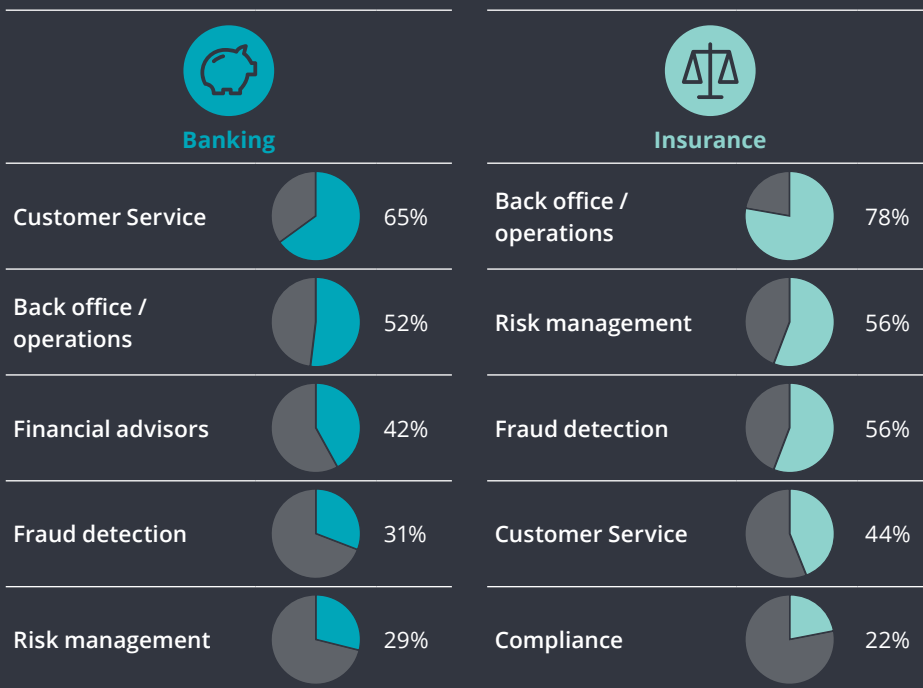 Banking
Customer Service 65%
Back office /
operations 52%
Financial advisors 42%
Fraud detection 31%
Risk management 29%
Insurance
Back office /
operations 78%
Risk management 56%
Fraud detection 56%
Customer Service 44%
Compliance 22%